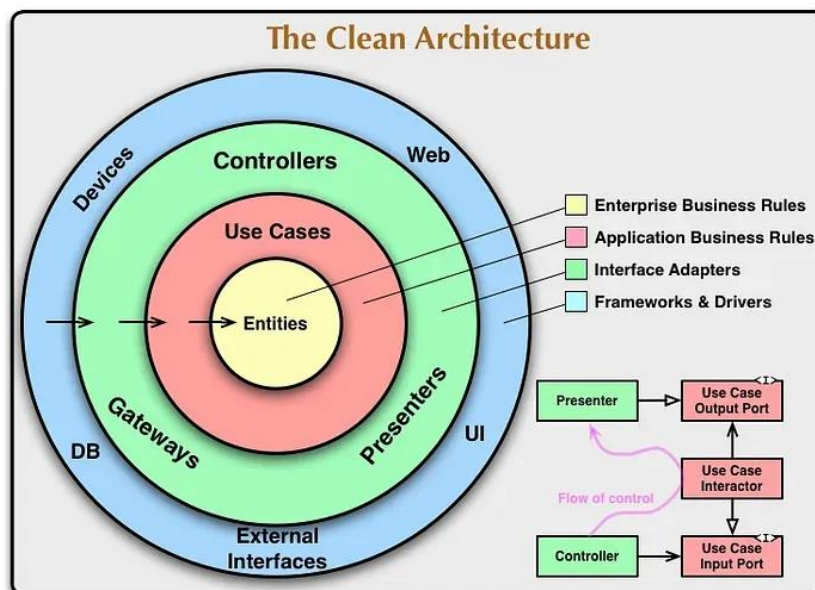 The Clean Architecture
Devices
Web
Controllers
Use Cases
Entities
Gateways
Presenters
DB
UI
External
Interfaces
Enterprise Business Rules
Application Business Rules
Interface Adapters
Frameworks & Drivers
Presenter
<I>
Use Case
Output Port
Use Case
Interactor
Flow of control
Controller
<I>
Use Case
Input Port